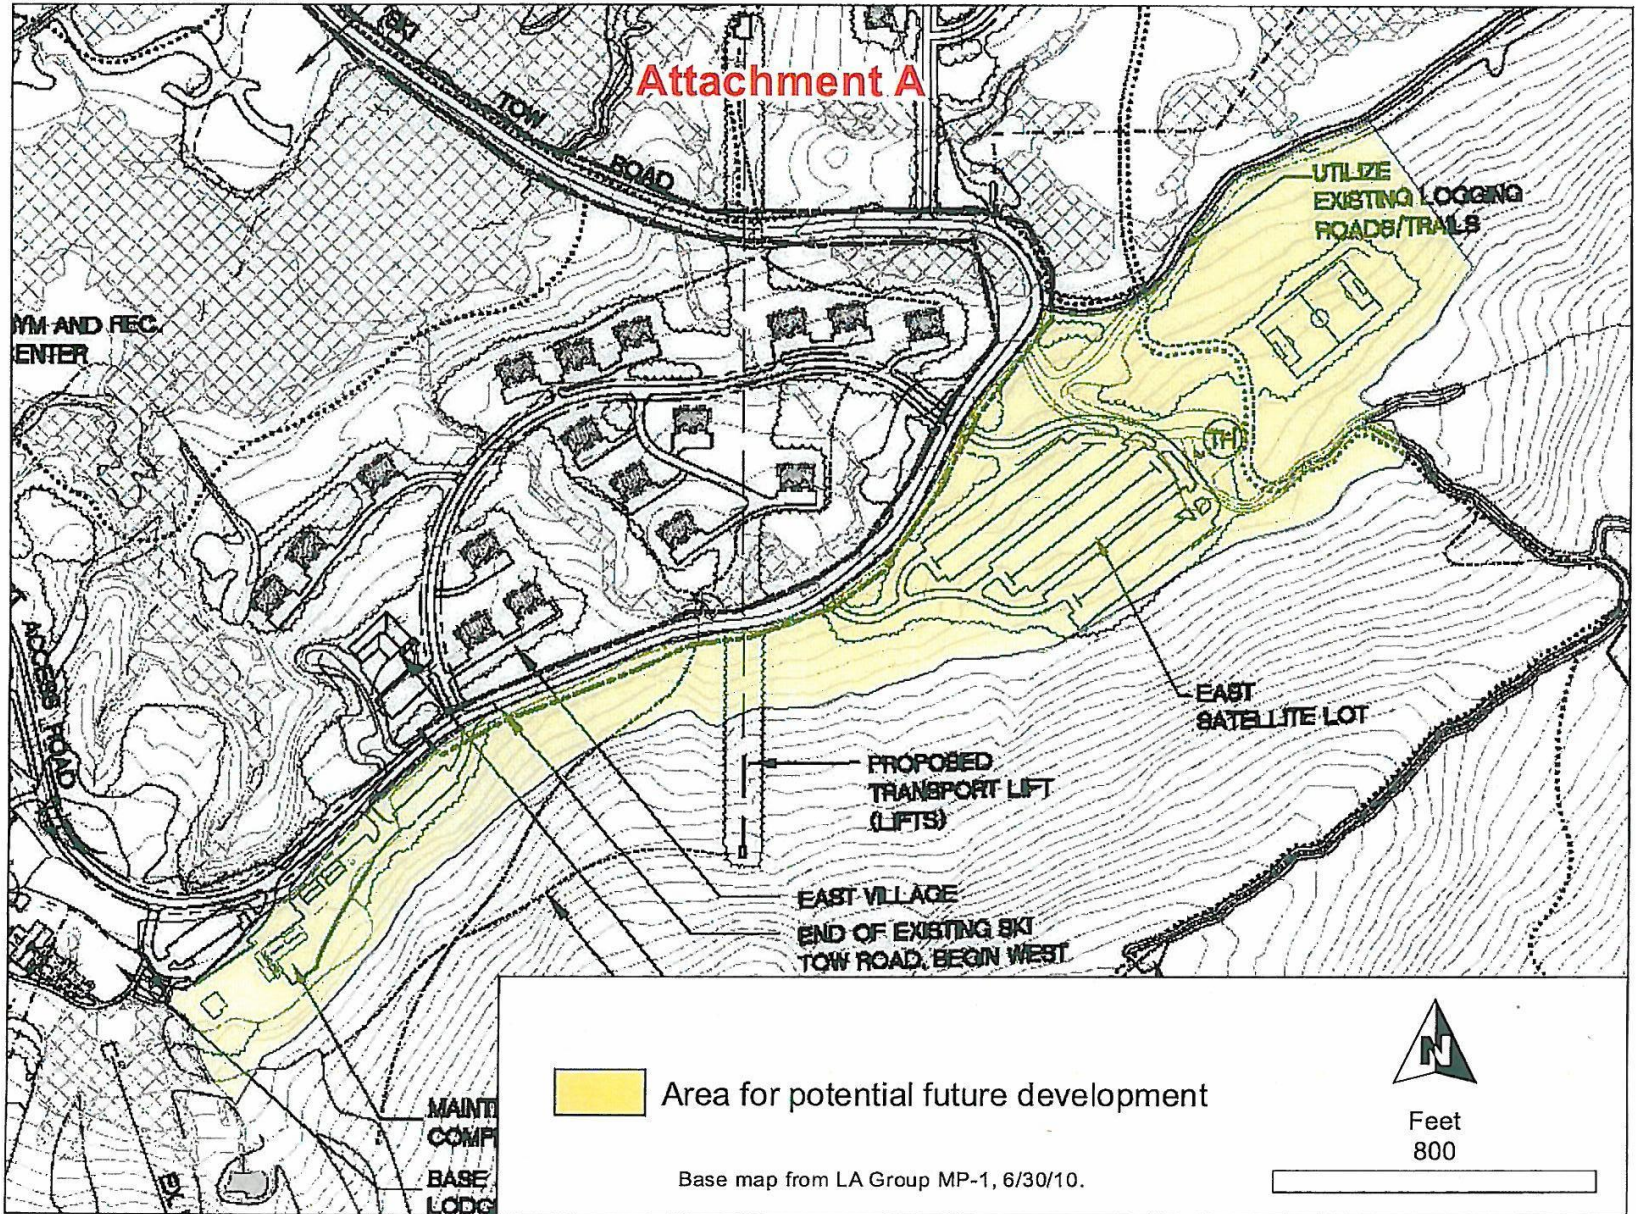 Attachment A
SKI
TOW
ROAD
UTILIZE
EXISTING LOGGING
ROADS/TRAILS
YM AND REC.
ENTER
TH
ACCESS ROAD
EAST
SATELLITE LOT
PROPOSED
TRANSPORT LIFT
(LIFTS)
EAST VILLAGE
END OF EXISTING SKI
TOW ROAD, BEGIN WEST
MAINT
COMP
BASE
LODG
EX
Area for potential future development
Base map from LA Group MP-1, 6/30/10.
N
Feet
800